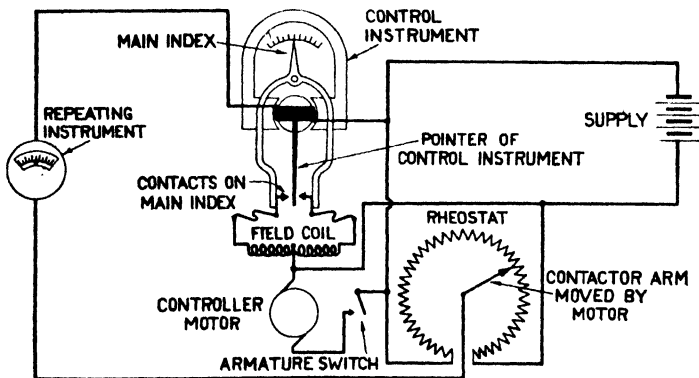 CONTROL
INSTRUMENT
MAIN INDEX
REPEATING
INSTRUMENT
SUPPLY
POINTER OF
CONTROL INSTRUMENT
CONTACTS ON
MAIN INDEX
FIELD COIL
RHEOSTAT
CONTACTOR ARM
MOVED BY
MOTOR
CONTROLLER
MOTOR
ARMATURE SWITCH